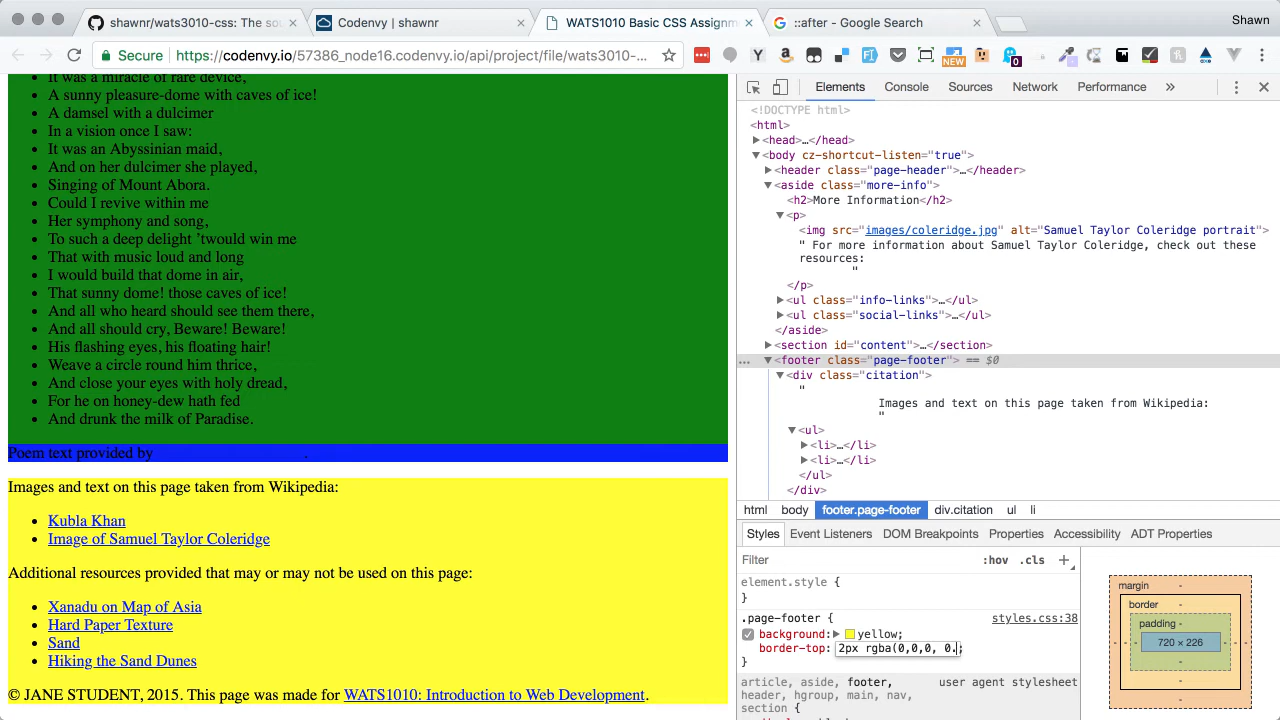 shawnr/wats3010-css: The sou
Codenvy | shawnr
WATS1010 Basic CSS Assignm
::after - Google Search
Shawn
Secure
https://codenvy.io/57386_node16.codenvy.io/api/project/file/wats3010-...
NEW
0
It was a miracle of rare device,
A sunny pleasure-dome with caves of ice!
A damsel with a dulcimer
In a vision once I saw:
It was an Abyssinian maid,
And on her dulcimer she played,
Singing of Mount Abora.
Could I revive within me
Her symphony and song,
To such a deep delight ’twould win me
That with music loud and long
I would build that dome in air,
That sunny dome! those caves of ice!
And all who heard should see them there,
And all should cry, Beware! Beware!
His flashing eyes, his floating hair!
Weave a circle round him thrice,
And close your eyes with holy dread,
For he on honey-dew hath fed
And drunk the milk of Paradise.
Poem text provided by .
Images and text on this page taken from Wikipedia:
Kubla Khan
Image of Samuel Taylor Coleridge
Additional resources provided that may or may not be used on this page:
Xanadu on Map of Asia
Hard Paper Texture
Sand
Hiking the Sand Dunes
© JANE STUDENT, 2015. This page was made for WATS1010: Introduction to Web Development.
Elements Console Sources Network Performance »
<!DOCTYPE html>
<html>
<head>…</head>
<body cz-shortcut-listen="true">
<header class="page-header">…</header>
<aside class="more-info">
<h2>More Information</h2>
<p>
<img src="images/coleridge.jpg" alt="Samuel Taylor Coleridge portrait">
" For more information about Samuel Taylor Coleridge, check out these
resources:
"
</p>
<ul class="info-links">…</ul>
<ul class="social-links">…</ul>
</aside>
<section id="content">…</section>
... <footer class="page-footer"> == $0
<div class="citation">
"
Images and text on this page taken from Wikipedia:
"
<ul>
<li>…</li>
<li>…</li>
</ul>
</div>
html body footer.page-footer div.citation ul li
Styles Event Listeners DOM Breakpoints Properties Accessibility ADT Properties
Filter :hov .cls +
element.style {
}
.page-footer { styles.css:38
background: yellow;
border-top: 2px rgba(0,0,0, 0.;
}
article, aside, footer, user agent stylesheet
header, hgroup, main, nav,
section {
margin -
border -
padding -
- - - 720 × 226 - - -
-
-
-